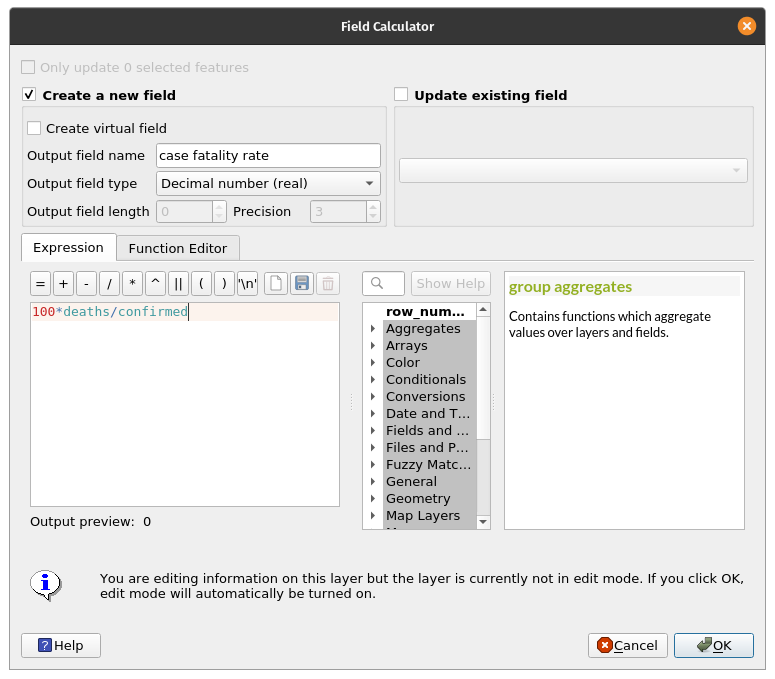 Field Calculator
Only update 0 selected features
Create a new field
Update existing field
Create virtual field
Output field name case fatality rate
Output field type Decimal number (real)
Output field length 0 Precision 3
Expression Function Editor
= + - / * ^ || ( ) '\n' Show Help
100*deaths/confirmed
row_num...
Aggregates
Arrays
Color
Conditionals
Conversions
Date and T...
Fields and ...
Files and P...
Fuzzy Matc...
General
Geometry
Map Layers
group aggregates
Contains functions which aggregate
values over layers and fields.
Output preview: 0
You are editing information on this layer but the layer is currently not in edit mode. If you click OK,
edit mode will automatically be turned on.
Help Cancel OK